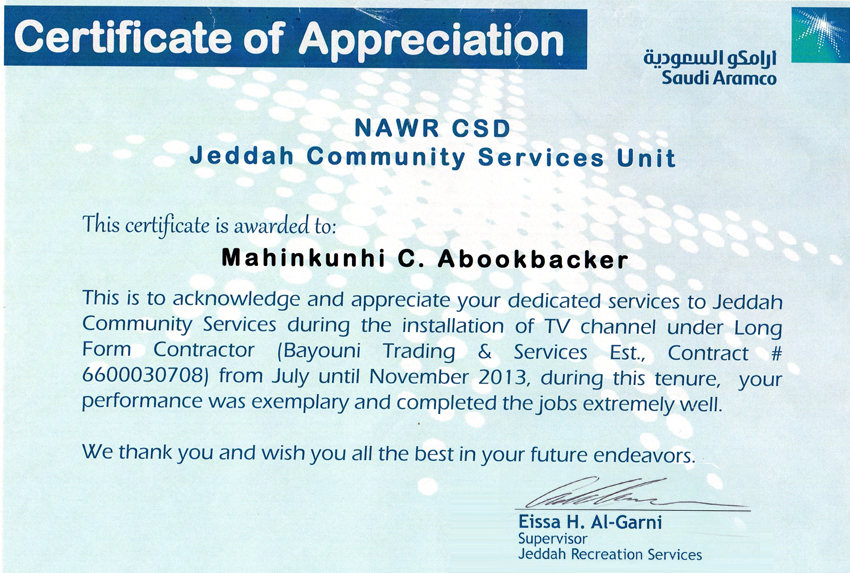 Certificate of Appreciation
ارامكو السعودية
Saudi Aramco
NAWR CSD
Jeddah Community Services Unit
This certificate is awarded to:
Mahinkunhi C. Abookbacker
This is to acknowledge and appreciate your dedicated services to Jeddah
Community Services during the installation of TV channel under Long
Form Contractor (Bayouni Trading & Services Est., Contract #
6600030708) from July until November 2013, during this tenure, your
performance was exemplary and completed the jobs extremely well.
We thank you and wish you all the best in your future endeavors.
Eissa H. Al-Garni
Supervisor
Jeddah Recreation Services